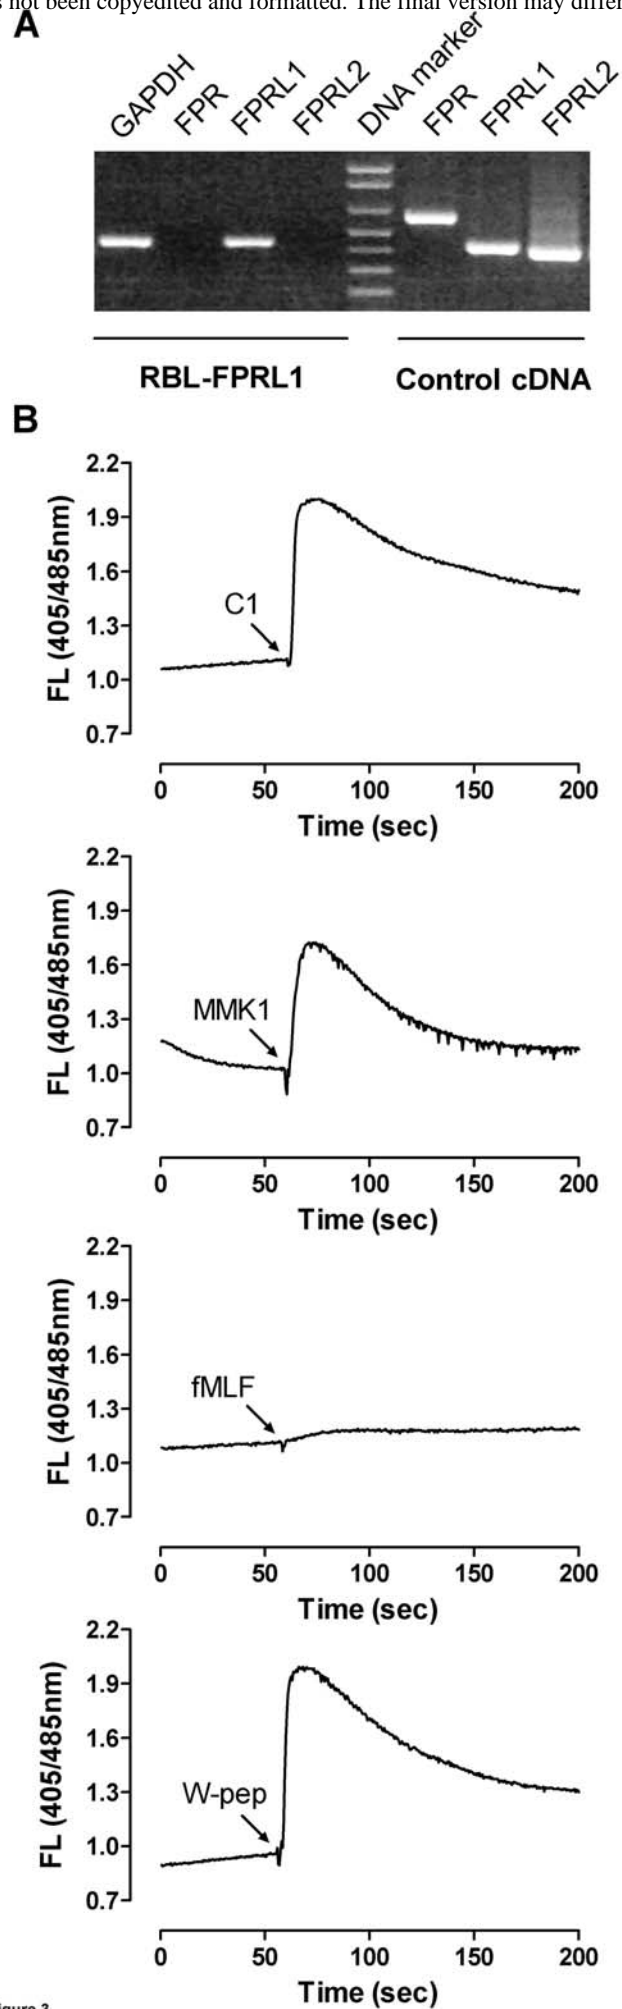 s not been copyedited and formatted. The final version may differ
A
GAPDH
FPR
FPRL1
FPRL2
DNA marker
FPR
FPRL1
FPRL2
RBL-FPRL1
Control cDNA
B
FL (405/485nm)
2.2
1.9
1.6
1.3
1.0
0.7
C1
0 50 100 150 200
Time (sec)
FL (405/485nm)
2.2
1.9
1.6
1.3
1.0
0.7
MMK1
0 50 100 150 200
Time (sec)
FL (405/485nm)
2.2
1.9
1.6
1.3
1.0
0.7
fMLF
0 50 100 150 200
Time (sec)
FL (405/485nm)
2.2
1.9
1.6
1.3
1.0
0.7
W-pep
0 50 100 150 200
Time (sec)